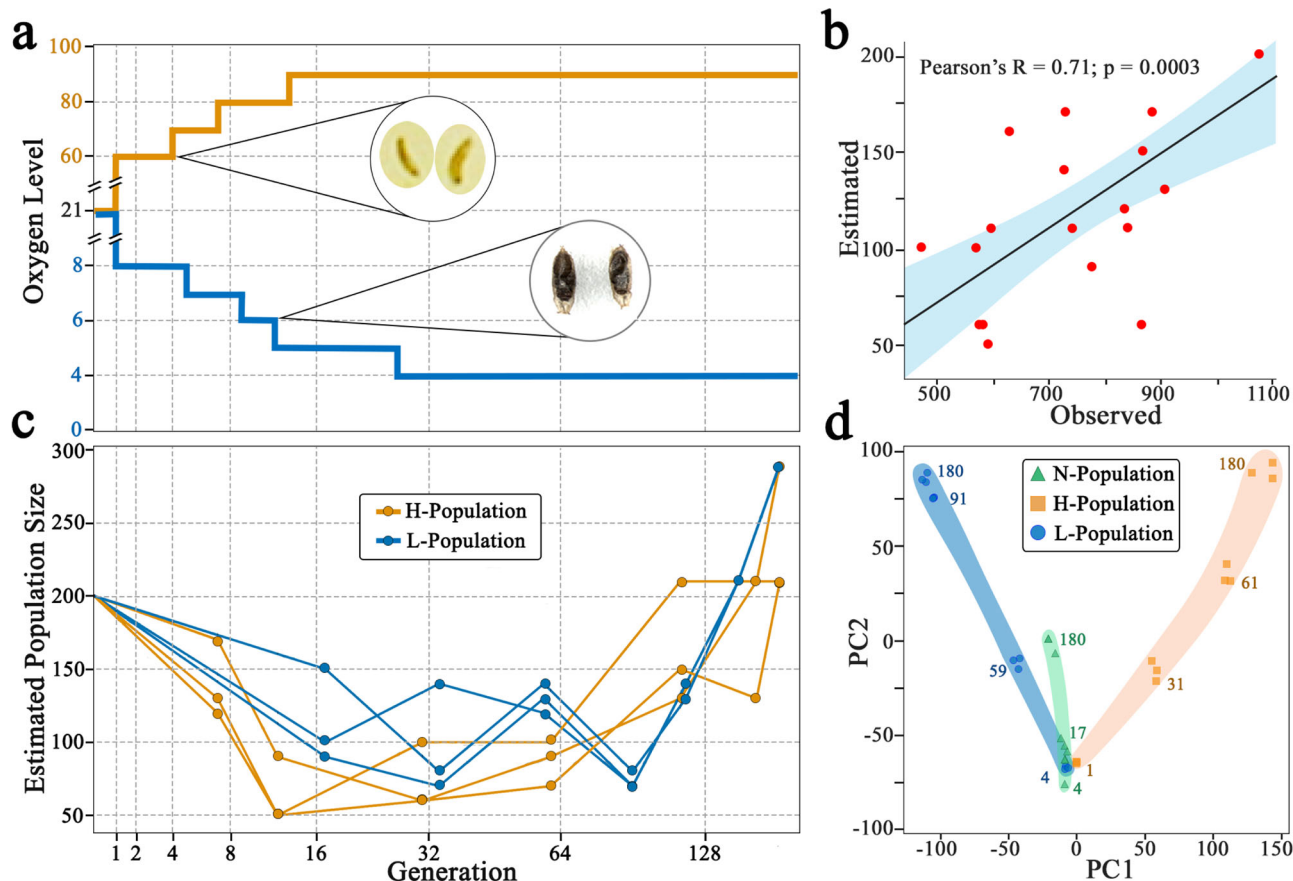 a
100
80
60
21
8
6
4
0
Oxygen Level
b
Pearson's R = 0.71; p = 0.0003
200
150
100
50
Estimated
500 700 900 1100
Observed
c
300
250
200
150
100
50
Estimated Population Size
H-Population
L-Population
1 2 4 8 16 32 64 128
Generation
d
100
50
0
-50
-100
PC2
N-Population
H-Population
L-Population
180
91
59
4
180
17
4
180
61
31
1
-100 -50 0 50 100 150
PC1